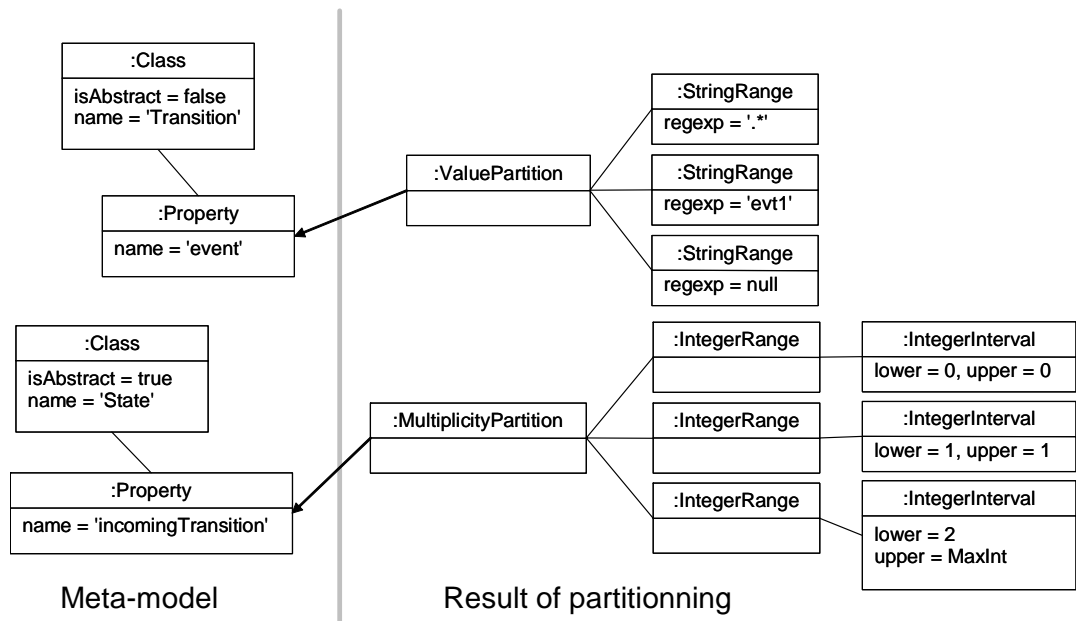 :Class
isAbstract = false
name = 'Transition'
:Property
name = 'event'
:ValuePartition
:StringRange
regexp = '.*'
:StringRange
regexp = 'evt1'
:StringRange
regexp = null
:Class
isAbstract = true
name = 'State'
:Property
name = 'incomingTransition'
:MultiplicityPartition
:IntegerRange
:IntegerInterval
lower = 0, upper = 0
:IntegerRange
:IntegerInterval
lower = 1, upper = 1
:IntegerRange
:IntegerInterval
lower = 2
upper = MaxInt
Meta-model
Result of partitionning